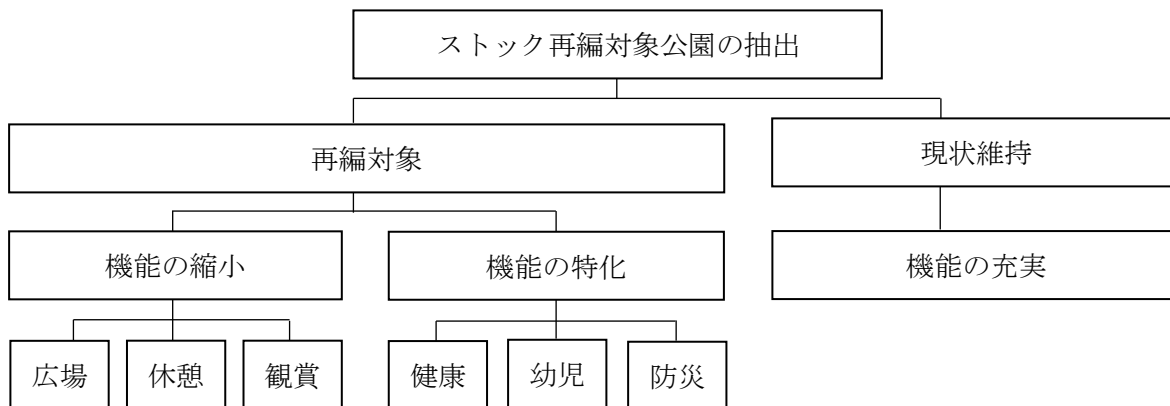 ストック再編対象公園の抽出
再編対象
現状維持
機能の縮小
機能の特化
機能の充実
広場
休憩
観賞
健康
幼児
防災